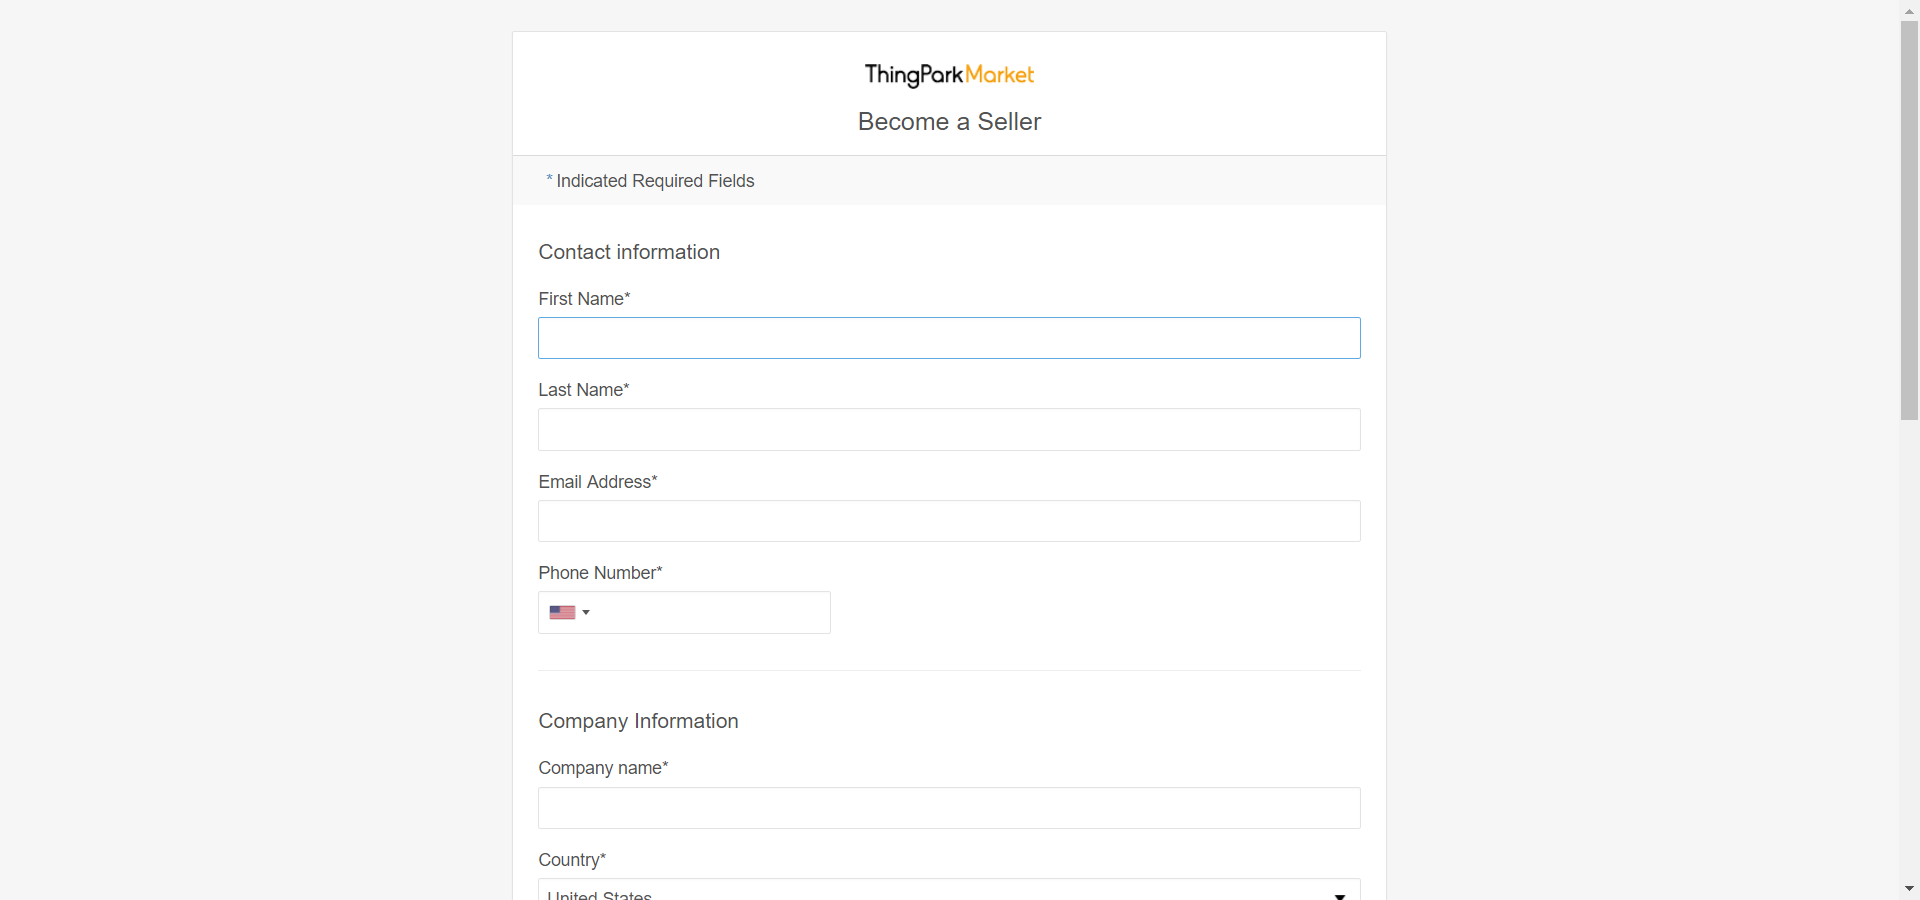 ThingParkMarket
Become a Seller
* Indicated Required Fields
Contact information
First Name*
Last Name*
Email Address*
Phone Number*
Company Information
Company name*
Country*
United States